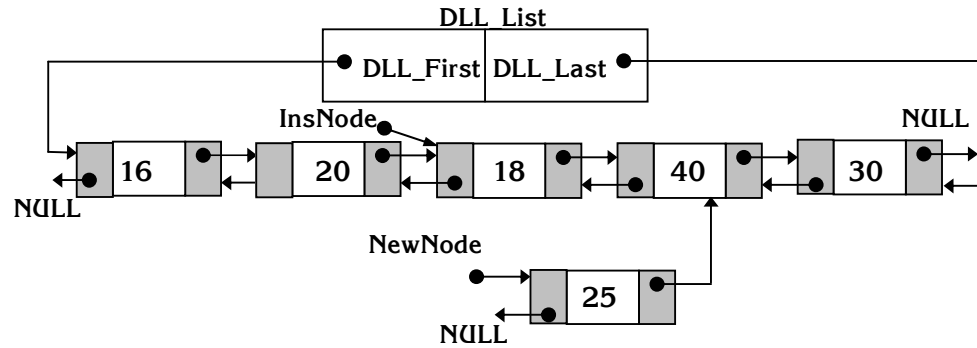 DLL_List
DLL_First DLL_Last
InsNode
NULL
16 20 18 40 30
NULL
NewNode
25
NULL